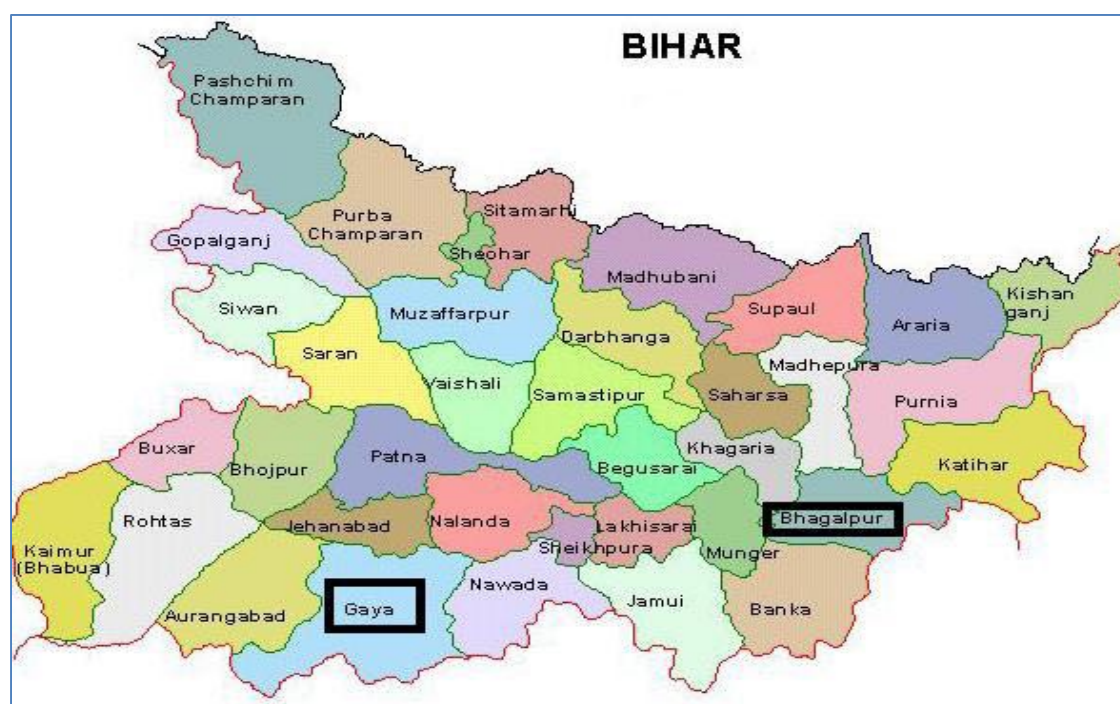 BIHAR
Pashchim
Champaran
Sitamarhi
Purba
Champaran
Gopalganj
Sheohar
Madhubani
Kishan
ganj
Siwan
Muzaffarpur
Supaul
Araria
Darbhanga
Saran
Madhepura
Vaishali
Samastipur
Saharsa
Purnia
Buxar
Patna
Khagaria
Bhojpur
Begusarai
Katihar
Rohtas
Jehanabad
Nalanda
Lakhisarai
Bhagalpur
Kaimur
(Bhabua)
Sheikhpura
Munger
Aurangabad
Gaya
Nawada
Jamui
Banka